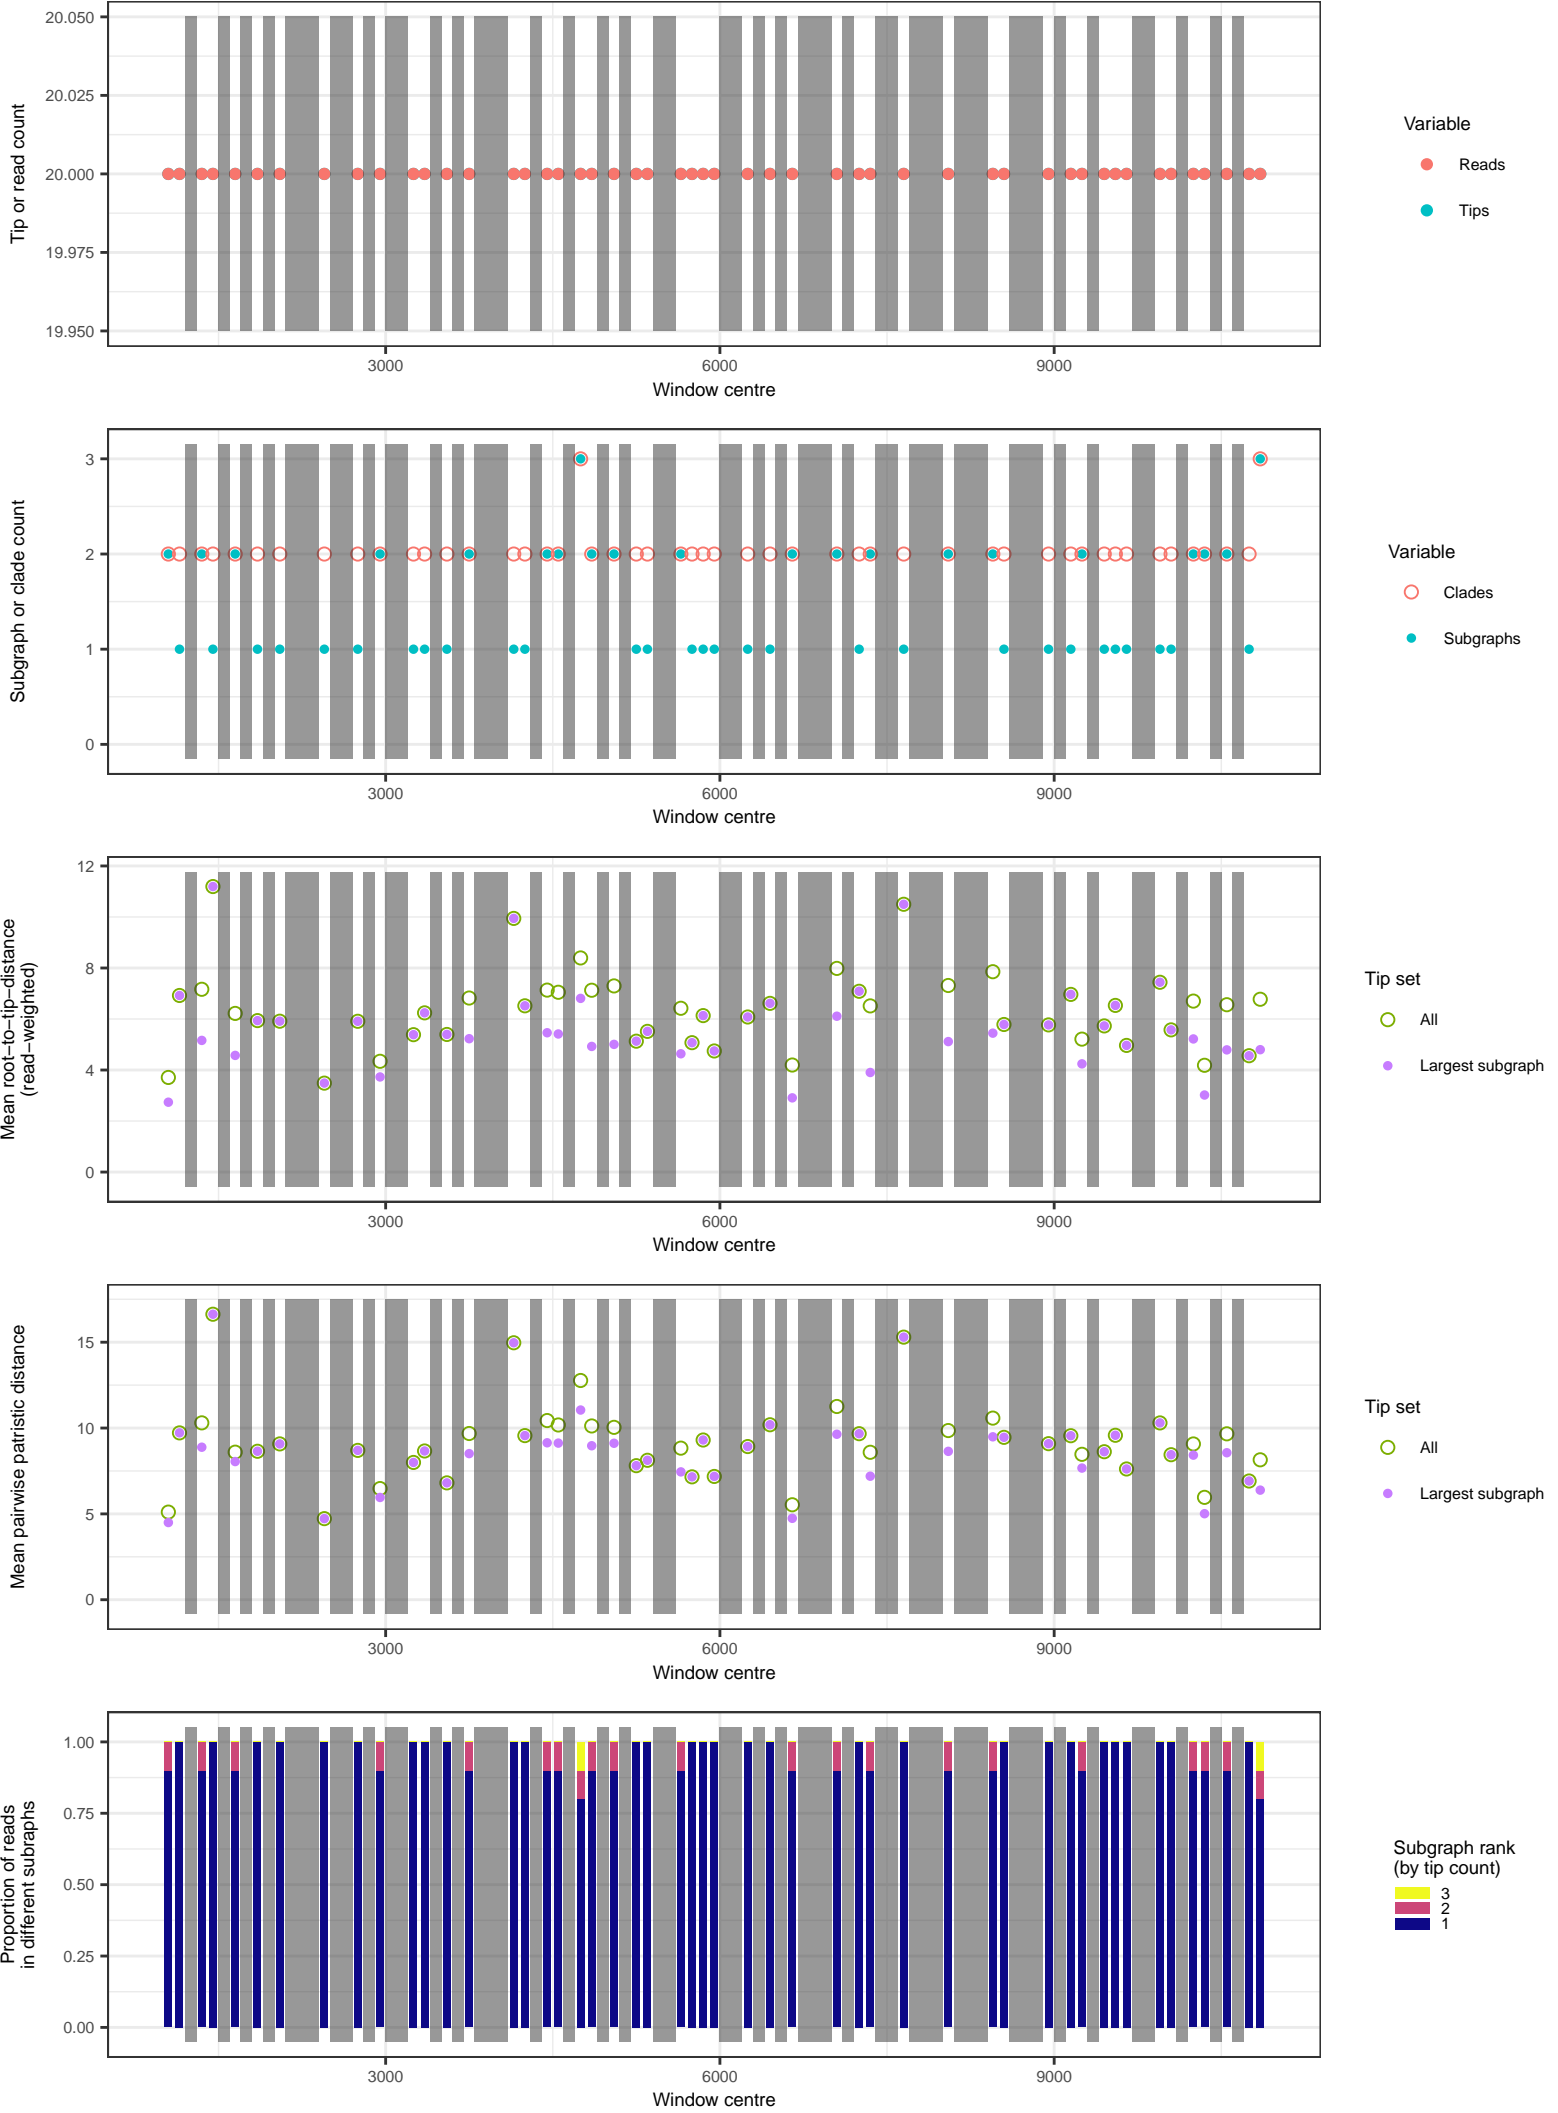 20.050
20.025
20.000
19.975
19.950
Tip or read count
3000
6000
9000
Window centre
Variable
Reads
Tips
3
2
1
0
Subgraph or clade count
3000
6000
9000
Window centre
Variable
Clades
Subgraphs
12
8
4
0
Mean root−to−tip−distance
(read−weighted)
3000
6000
9000
Window centre
Tip set
All
Largest subgraph
15
10
5
0
Mean pairwise patristic distance
3000
6000
9000
Window centre
Tip set
All
Largest subgraph
1.00
0.75
0.50
0.25
0.00
Proportion of reads
in different subraphs
3000
6000
9000
Window centre
Subgraph rank
(by tip count)
3
2
1